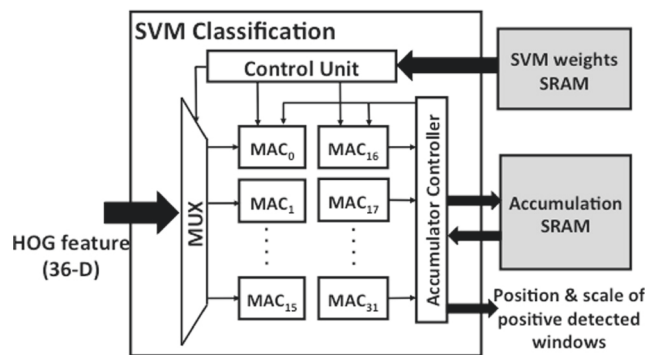 SVM Classification
Control Unit
SVM weights
SRAM
MUX
MAC0
MAC16
MAC1
MAC17
MAC15
MAC31
Accumulator Controller
Accumulation
SRAM
HOG feature
(36-D)
Position & scale of
positive detected
windows